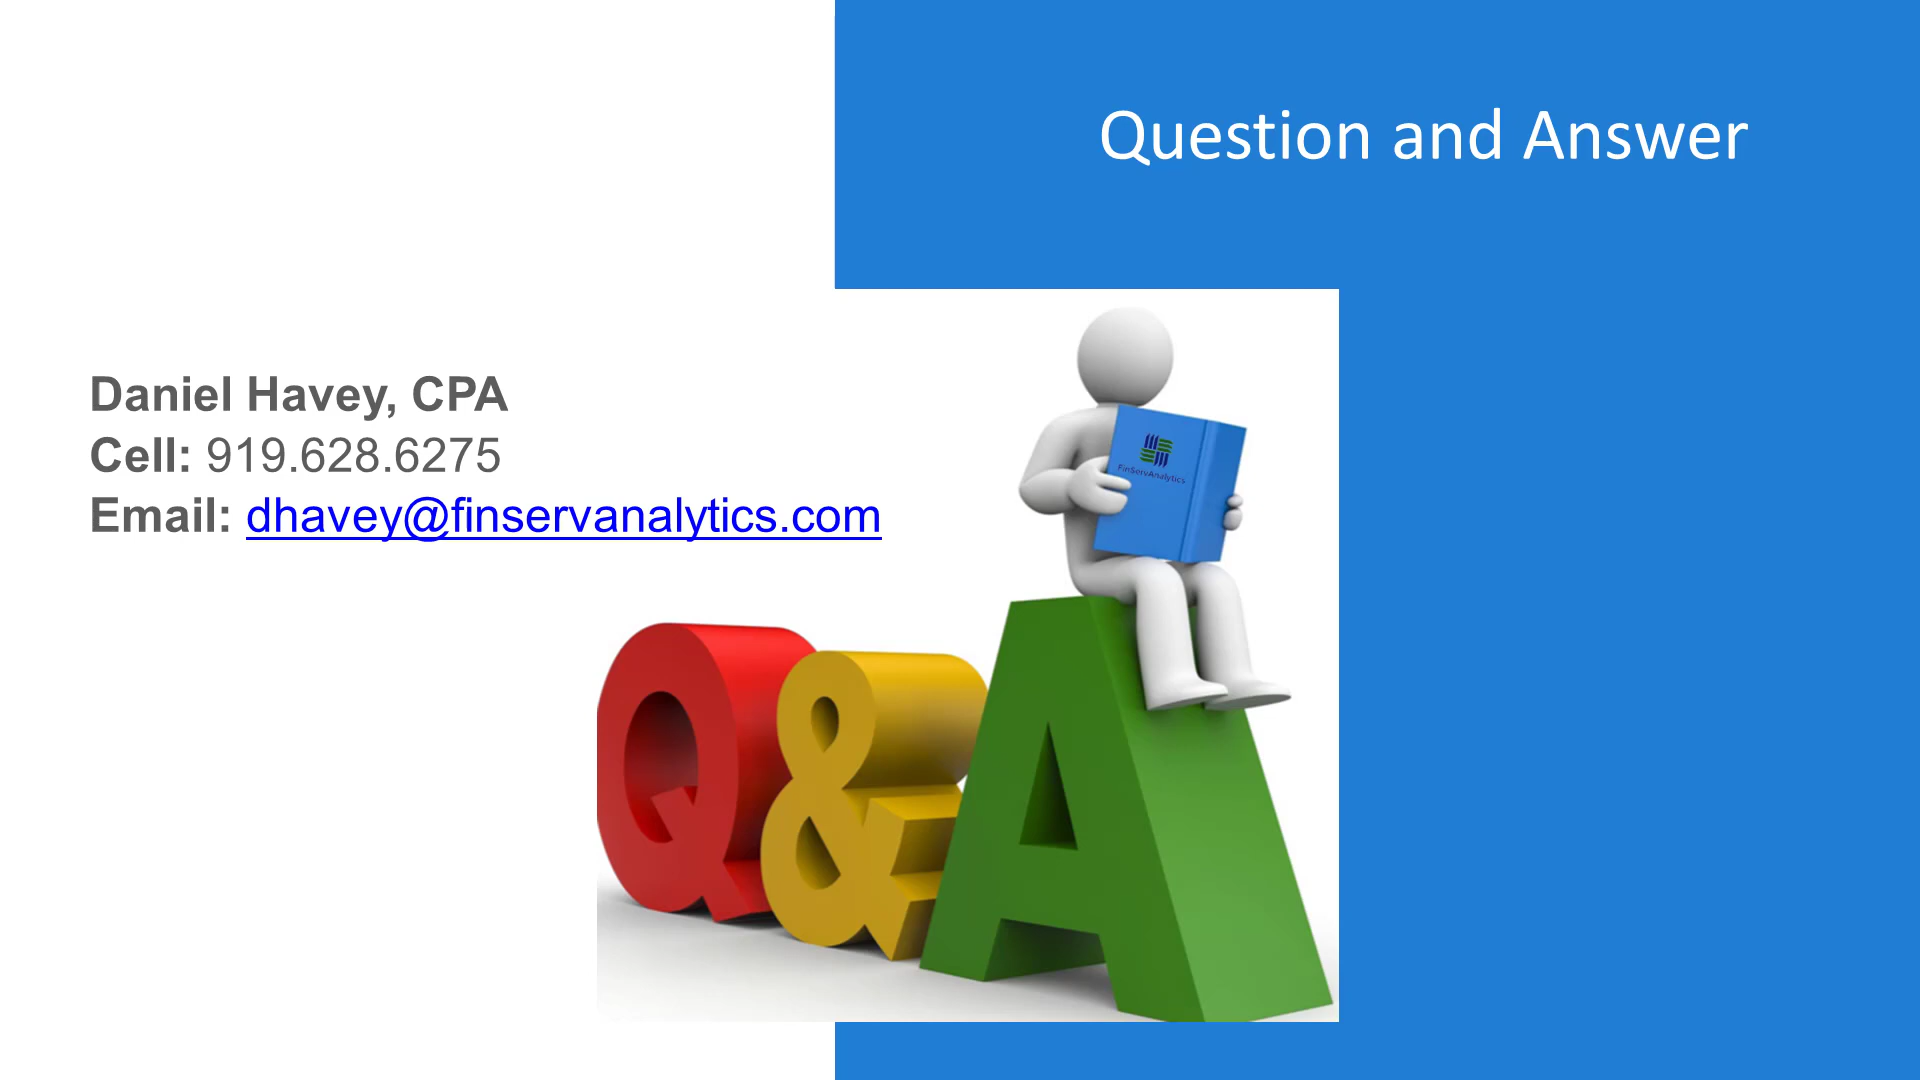 Question and Answer
Daniel Havey, CPA
Cell: 919.628.6275
Email: dhavey@finservanalytics.com
FinServAnalytics
Q&A